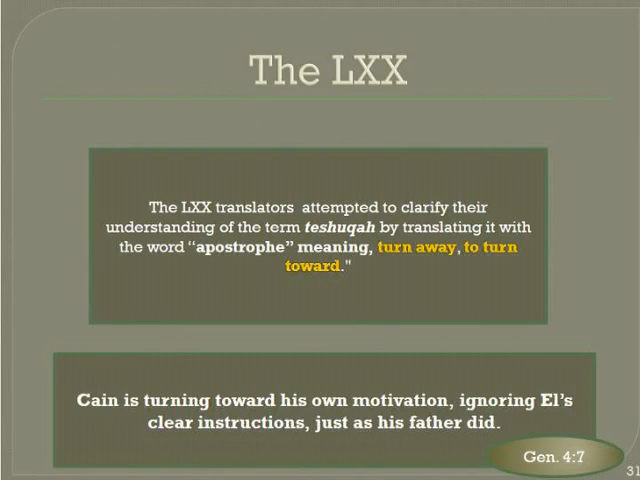 The LXX
The LXX translators attempted to clarify their
understanding of the term teshuqah by translating it with
the word “apostrophe” meaning, turn away, to turn
toward."
Cain is turning toward his own motivation, ignoring El’s
clear instructions, just as his father did.
Gen. 4:7
31